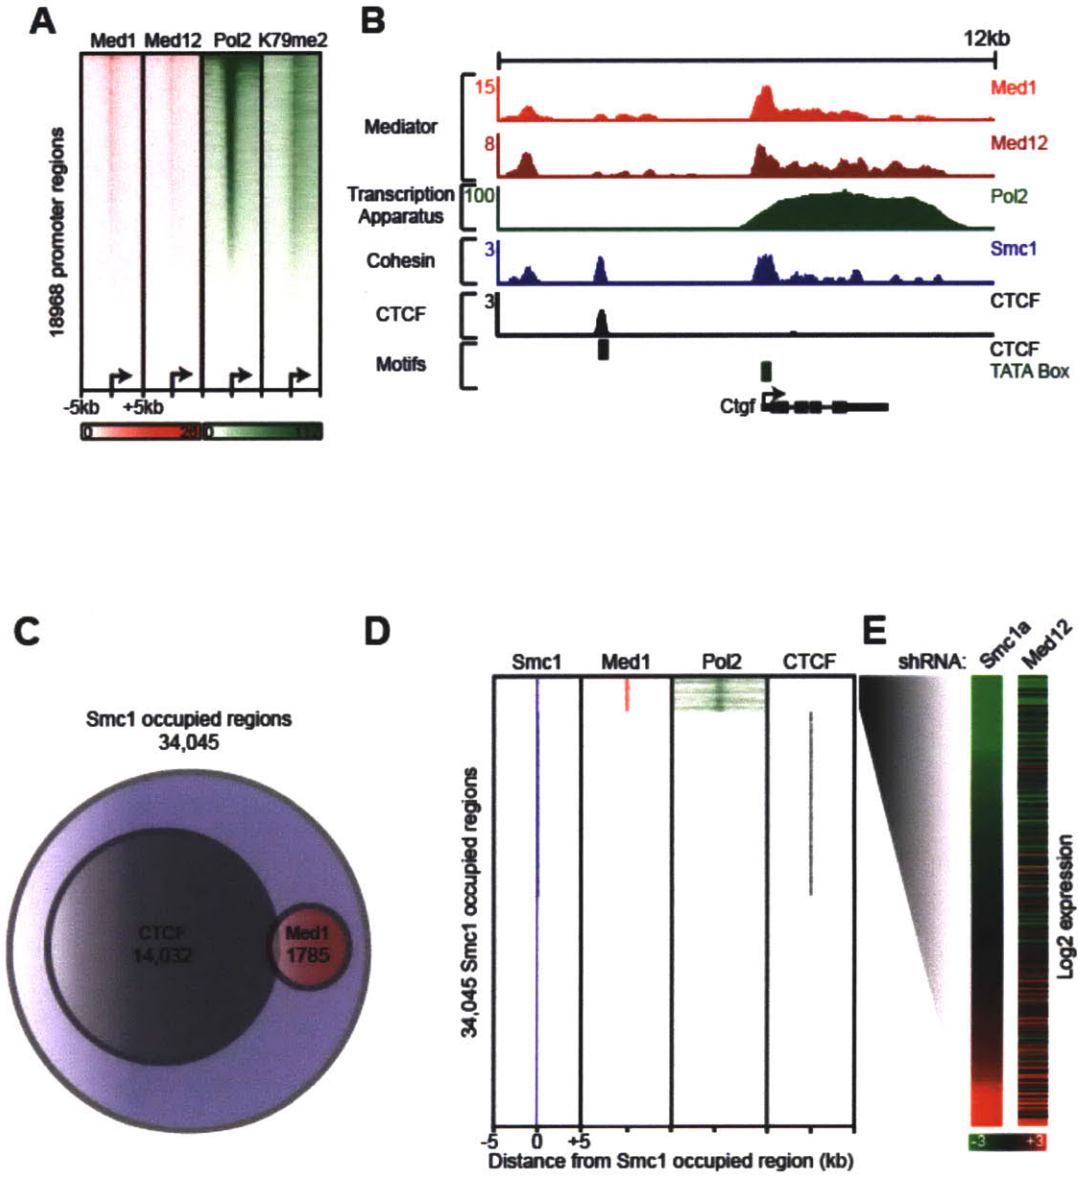 A
Med1 Med12 Pol2 K79me2
18968 promoter regions
-5kb +5kb
0 26 0
B
12kb
Mediator
15 Med1
8 Med12
Transcription
Apparatus
100 Pol2
Cohesin
3 Smc1
CTCF
3 CTCF
Motifs
CTCF
TATA Box
Ctgf
C
Smc1 occupied regions
34,045
CTCF
14,032
Med1
1785
D
Smc1 Med1 Pol2 CTCF
34,045 Smc1 occupied regions
-5 0 +5
Distance from Smc1 occupied region (kb)
E
shRNA: Smc1a Med12
Log2 expression
-3 +3